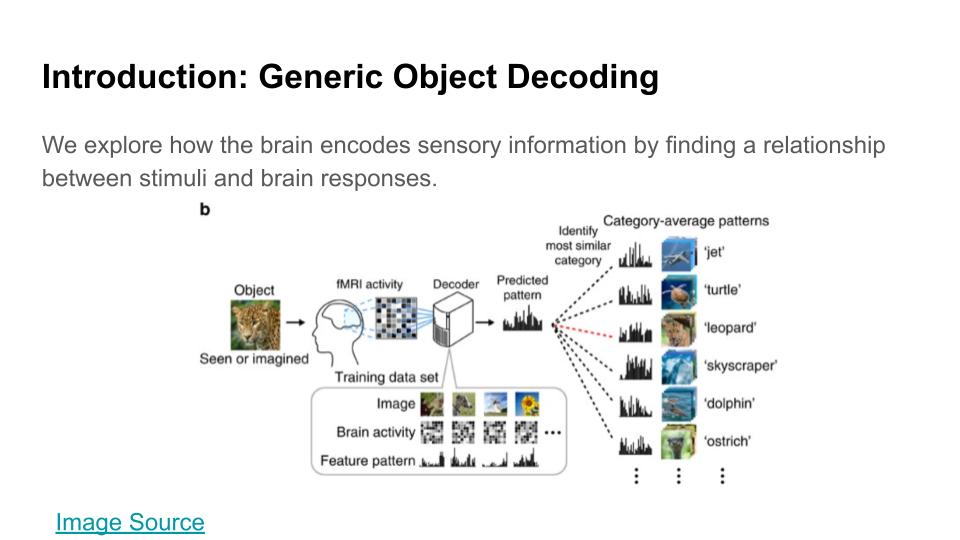 Introduction: Generic Object Decoding
We explore how the brain encodes sensory information by finding a relationship
between stimuli and brain responses.
b
Category-average patterns
Identify
most similar
category
'jet'
'turtle'
'leopard'
'skyscraper'
'dolphin'
'ostrich'
Object
fMRI activity
Decoder
Predicted
pattern
Seen or imagined
Training data set
Image
Brain activity
Feature pattern
Image Source